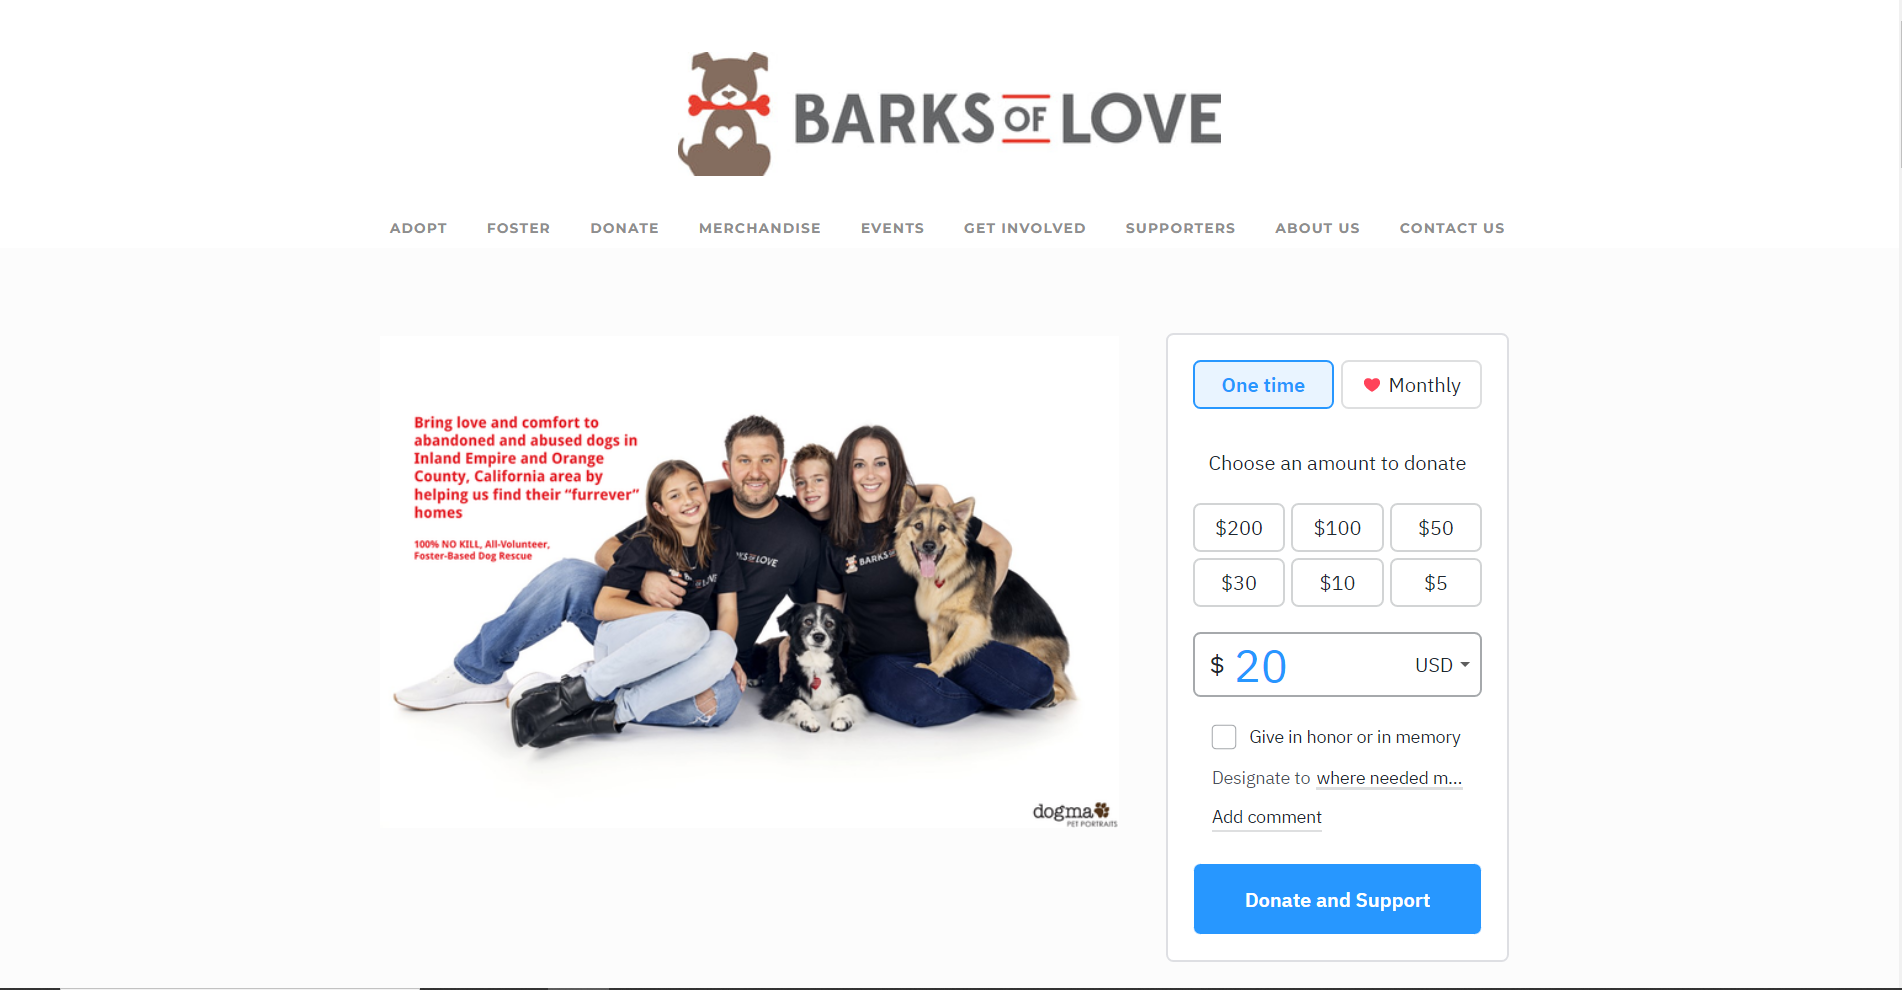 BARKS OF LOVE
ADOPT FOSTER DONATE MERCHANDISE EVENTS GET INVOLVED SUPPORTERS ABOUT US CONTACT US
Bring love and comfort to
abandoned and abused dogs in
Inland Empire and Orange
County, California area by
helping us find their “furrever”
homes
100% NO KILL, All-Volunteer,
Foster-Based Dog Rescue
OF LOVE
BARKS
dogma
PET PORTRAITS
One time Monthly
Choose an amount to donate
$200 $100 $50
$30 $10 $5
$ 20 USD
Give in honor or in memory
Designate to where needed m...
Add comment
Donate and Support